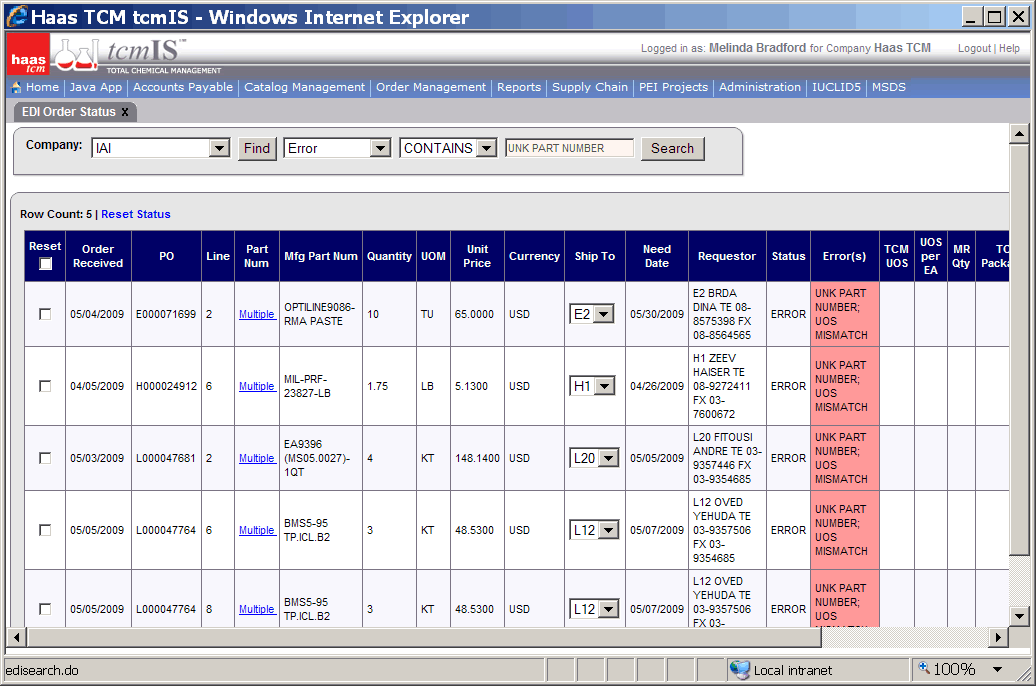 Haas TCM tcmIS - Windows Internet Explorer
haas tcm
tcmIS™
TOTAL CHEMICAL MANAGEMENT
Logged in as: Melinda Bradford for Company Haas TCM
Logout | Help
Home | Java App | Accounts Payable | Catalog Management | Order Management | Reports | Supply Chain | PEI Projects | Administration | IUCLID5 | MSDS
EDI Order Status X
Company: IAI Find Error CONTAINS UNK PART NUMBER Search
Row Count: 5 | Reset Status
Reset Order Received PO Line Part Num Mfg Part Num Quantity UOM Unit Price Currency Ship To Need Date Requestor Status Error(s) TCM UOS UOS per EA MR Qty
05/04/2009 E000071699 2 Multiple OPTILINE9086-RMA PASTE 10 TU 65.0000 USD E2 05/30/2009 E2 BRDA DINA TE 08-8575398 FX 08-8564565 ERROR UNK PART NUMBER; UOS MISMATCH
04/05/2009 H000024912 6 Multiple MIL-PRF-23827-LB 1.75 LB 5.1300 USD H1 04/26/2009 H1 ZEEV HAISER TE 08-9272411 FX 03-7600672 ERROR UNK PART NUMBER; UOS MISMATCH
05/03/2009 L000047681 2 Multiple EA9396 (MS05.0027)-1QT 4 KT 148.1400 USD L20 05/05/2009 L20 FITOUSI ANDRE TE 03-9357446 FX 03-9354685 ERROR UNK PART NUMBER; UOS MISMATCH
05/05/2009 L000047764 6 Multiple BMS5-95 TP.ICL.B2 3 KT 48.5300 USD L12 05/07/2009 L12 OVED YEHUDA TE 03-9357506 FX 03-9354685 ERROR UNK PART NUMBER; UOS MISMATCH
05/05/2009 L000047764 8 Multiple BMS5-95 TP.ICL.B2 3 KT 48.5300 USD L12 05/07/2009 L12 OVED YEHUDA TE 03-9357506 FX 03- ERROR UNK PART NUMBER; UOS
edisearch.do
Local intranet
100%